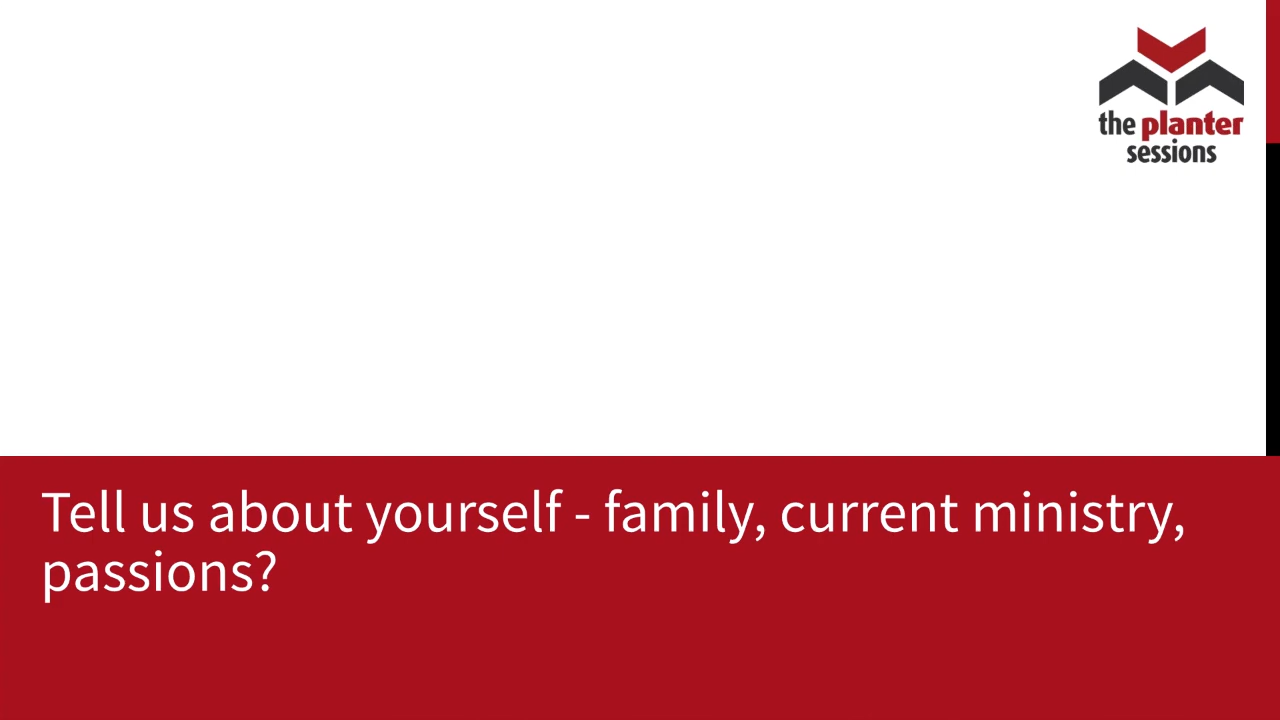 the planter
sessions
Tell us about yourself - family, current ministry,
passions?